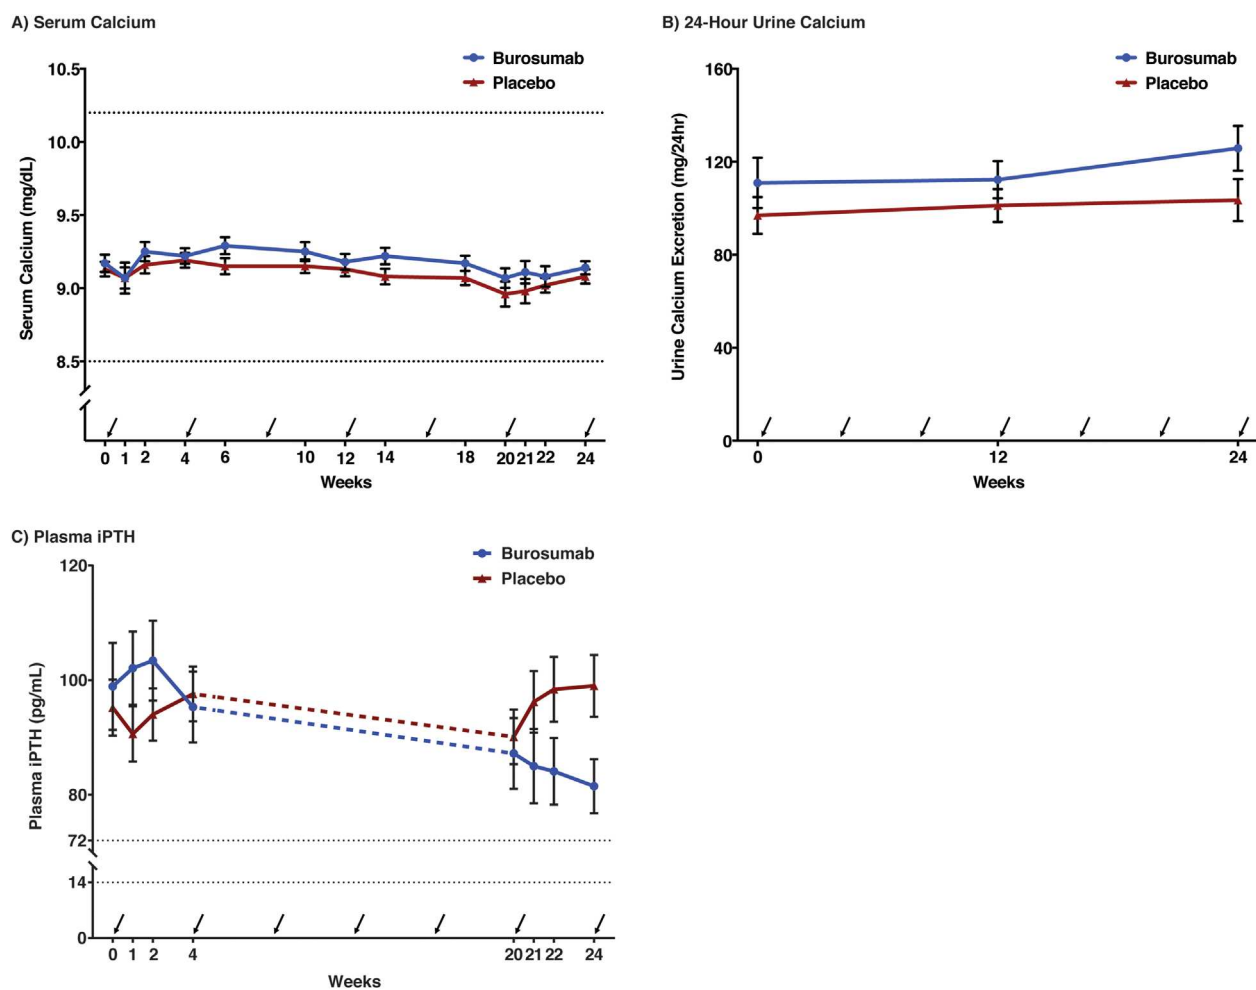 A) Serum Calcium
Burosumab
Placebo
10.5
10.0
9.5
9.0
8.5
Serum Calcium (mg/dL)
0 1 2 4 6 10 12 14 18 20 21 22 24
Weeks
B) 24-Hour Urine Calcium
Burosumab
Placebo
160
120
80
40
0
Urine Calcium Excretion (mg/24hr)
0 12 24
Weeks
C) Plasma iPTH
Burosumab
Placebo
120
100
80
72
14
0
Plasma iPTH (pg/mL)
0 1 2 4 20 21 22 24
Weeks